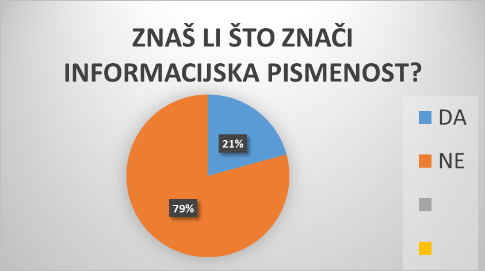 ZNAŠ LI ŠTO ZNAČI
INFORMACIJSKA PISMENOST?
21%
79%
DA
NE